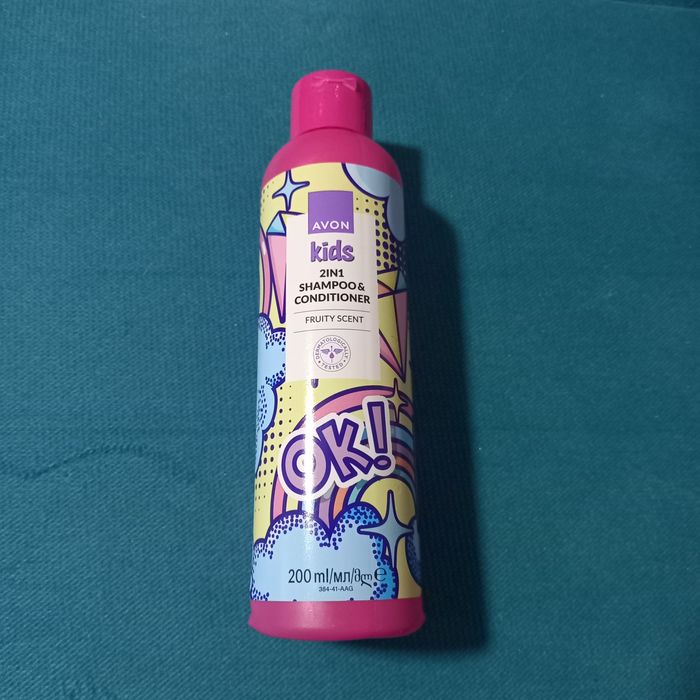 AVON
kids
2IN1
SHAMPOO &
CONDITIONER
FRUITY SCENT
DERMATOLOGICALLY
TESTED
OK!
200 ml/мл/მლ ℮
384-41-AAG